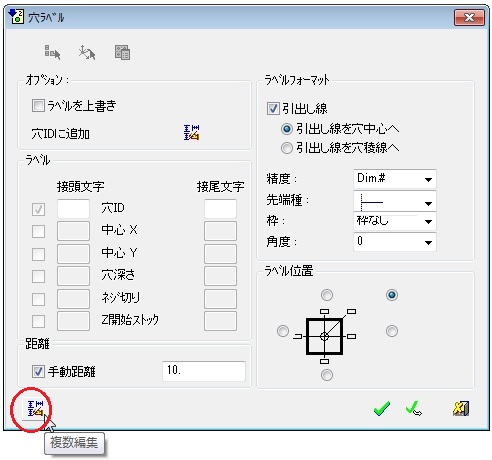 穴ラベル
オプション：
ラベルを上書き
穴IDに追加
ラベル
接頭文字 接尾文字
穴ID
中心 X
中心 Y
穴深さ
ネジ切り
Z開始ストック
距離
手動距離 10.
ラベルフォーマット
引出し線
引出し線を穴中心へ
引出し線を穴稜線へ
精度： Dim.#
先端種：
枠： 枠なし
角度： 0
ラベル位置
複数編集